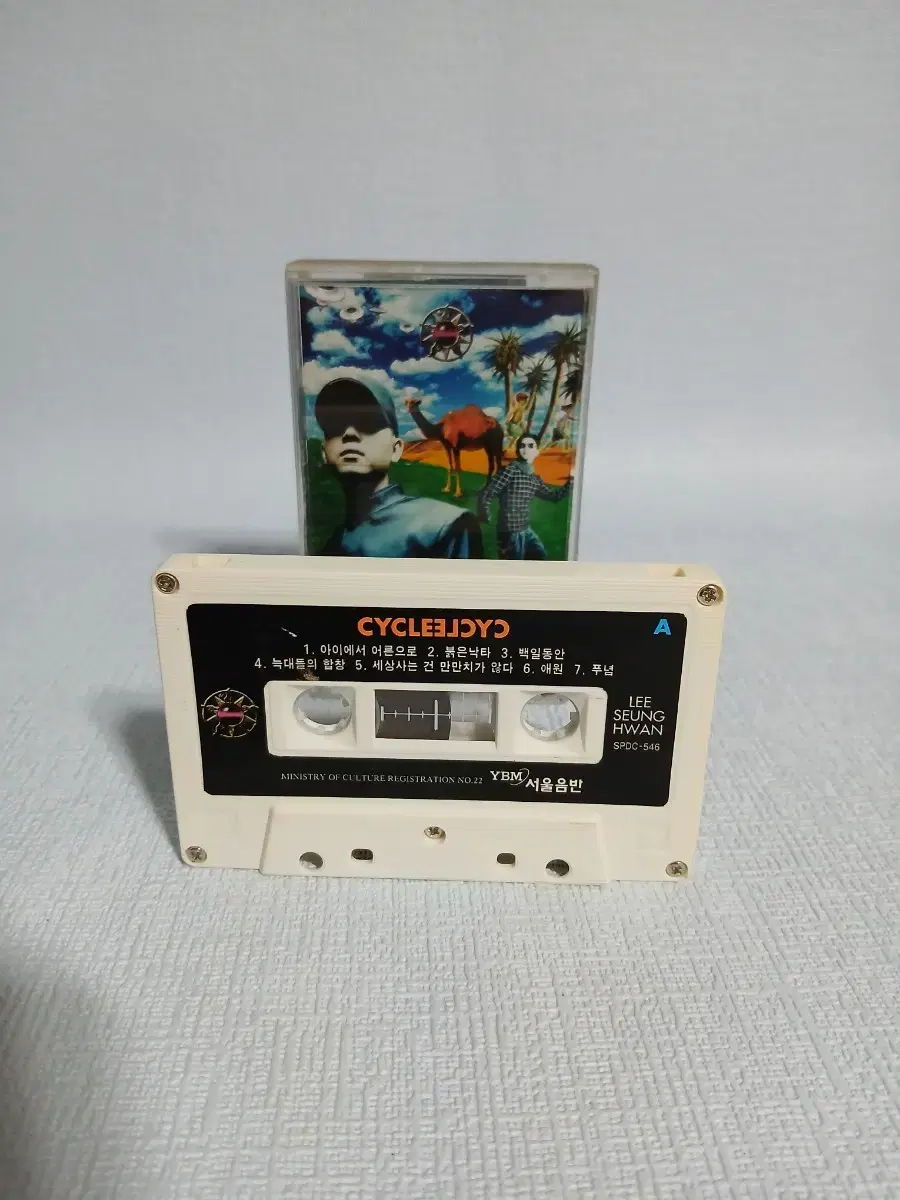 CYCLEƎLCYC
A
1. 아이에서 어른으로 2. 붉은낙타 3. 백일동안
4. 늑대들의 합창 5. 세상사는 건 만만치가 않다 6. 애원 7. 푸념
LEE
SEUNG
HWAN
SPDC-546
MINISTRY OF CULTURE REGISTRATION NO.22 YBM 서울음반